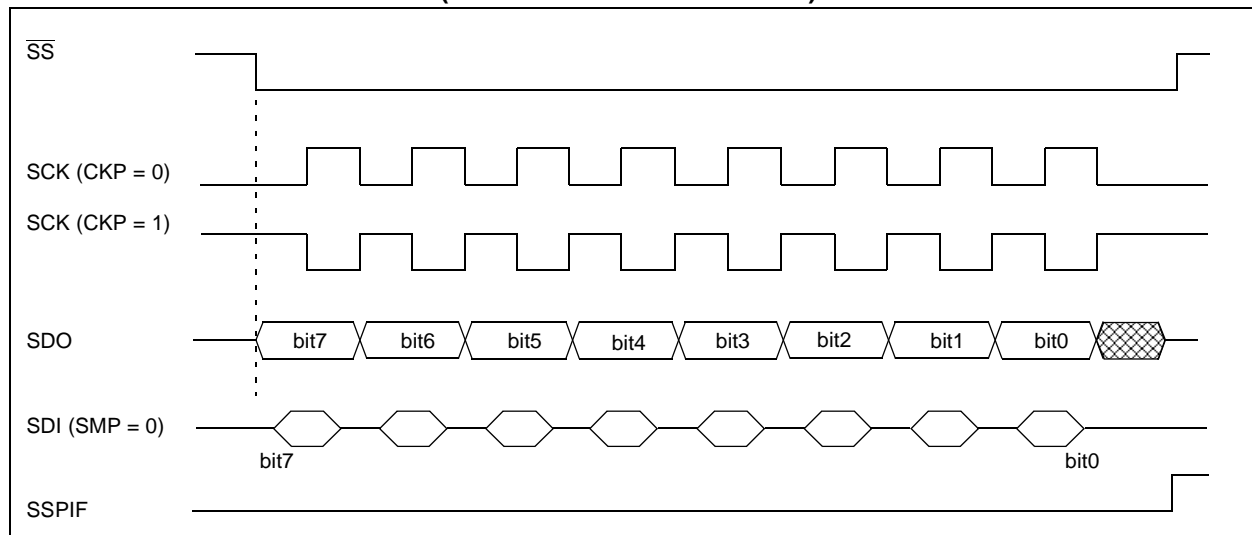 SS
SCK (CKP = 0)
SCK (CKP = 1)
SDO
bit7 bit6 bit5 bit4 bit3 bit2 bit1 bit0
SDI (SMP = 0)
bit7 bit0
SSPIF